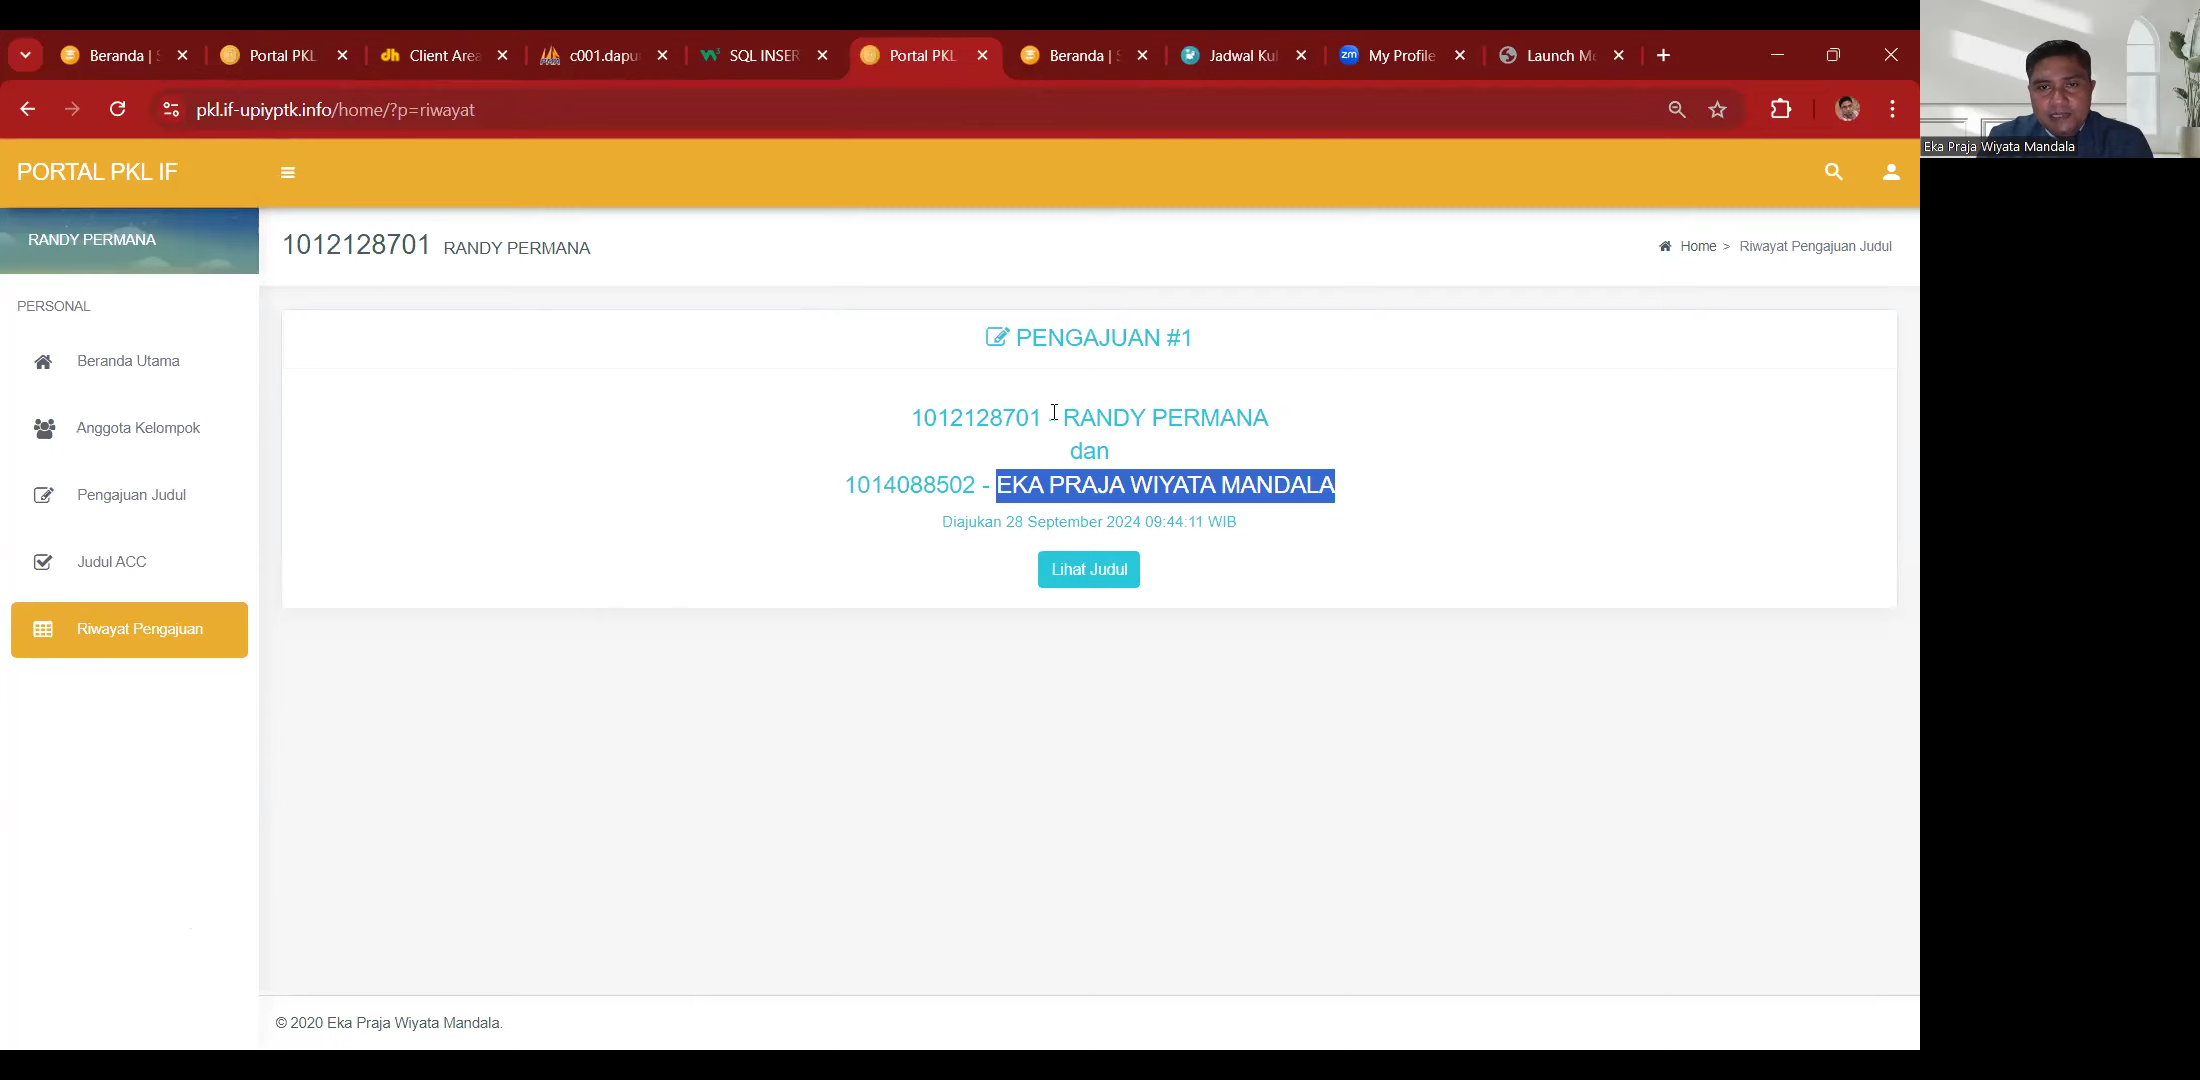 Beranda | S
Portal PKL
Client Area
c001.dapu
SQL INSER
Portal PKL
Beranda | S
Jadwal Kul
zm
My Profile
Launch Me
pkl.if-upiyptk.info/home/?p=riwayat
Eka Praja Wiyata Mandala
PORTAL PKL IF
RANDY PERMANA
1012128701 RANDY PERMANA
Home > Riwayat Pengajuan Judul
PERSONAL
Beranda Utama
Anggota Kelompok
Pengajuan Judul
Judul ACC
Riwayat Pengajuan
PENGAJUAN #1
1012128701 - RANDY PERMANA
dan
1014088502 - EKA PRAJA WIYATA MANDALA
Diajukan 28 September 2024 09:44:11 WIB
Lihat Judul
© 2020 Eka Praja Wiyata Mandala.